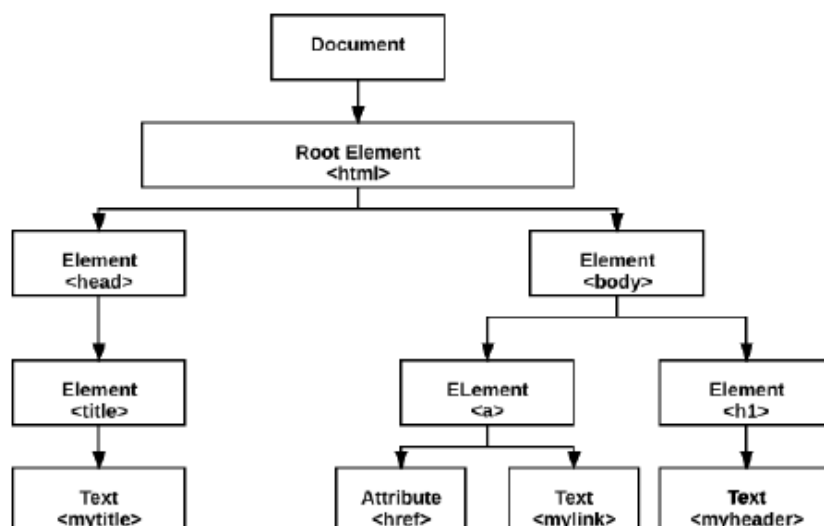 Document
Root Element
<html>
Element
<head>
Element
<body>
Element
<title>
ELement
<a>
Element
<h1>
Text
<mytitle>
Attribute
<href>
Text
<mylink>
Text
<myheader>